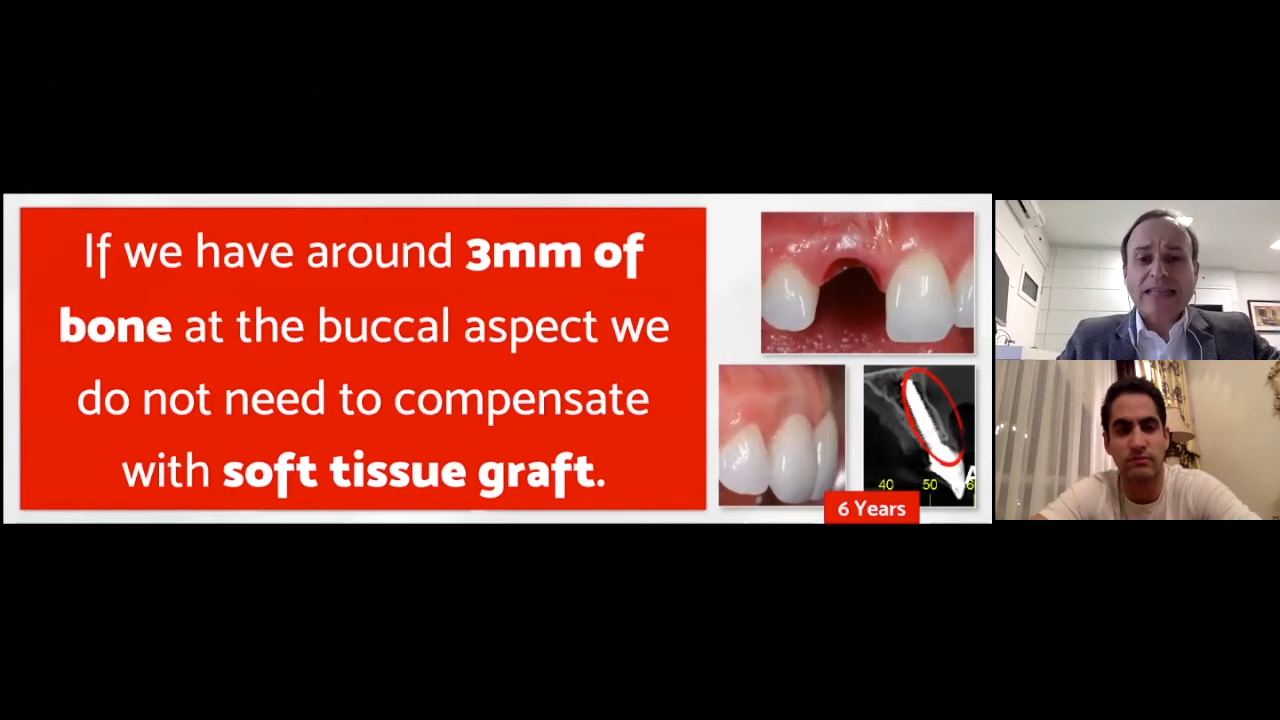 If we have around 3mm of
bone at the buccal aspect we
do not need to compensate
with soft tissue graft.
40 50
6 Years